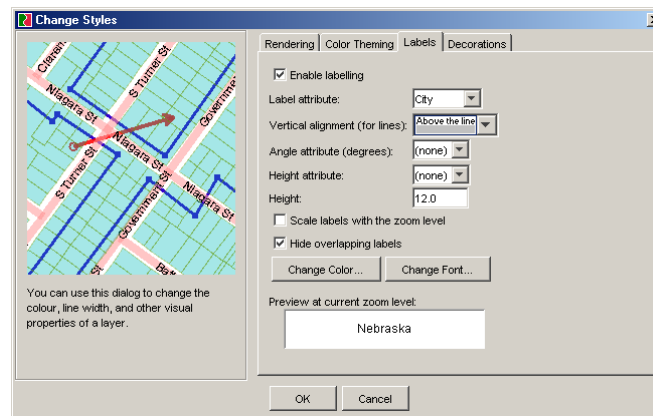 Change Styles
Niagara St
S Turner St
Niagara St
Government St
Niagara St
S Turner St
Government St
You can use this dialog to change the
colour, line width, and other visual
properties of a layer.
Rendering Color Theming Labels Decorations
Enable labelling
Label attribute: City
Vertical alignment (for lines): Above the line
Angle attribute (degrees): (none)
Height attribute: (none)
Height: 12.0
Scale labels with the zoom level
Hide overlapping labels
Change Color... Change Font...
Preview at current zoom level:
Nebraska
OK Cancel